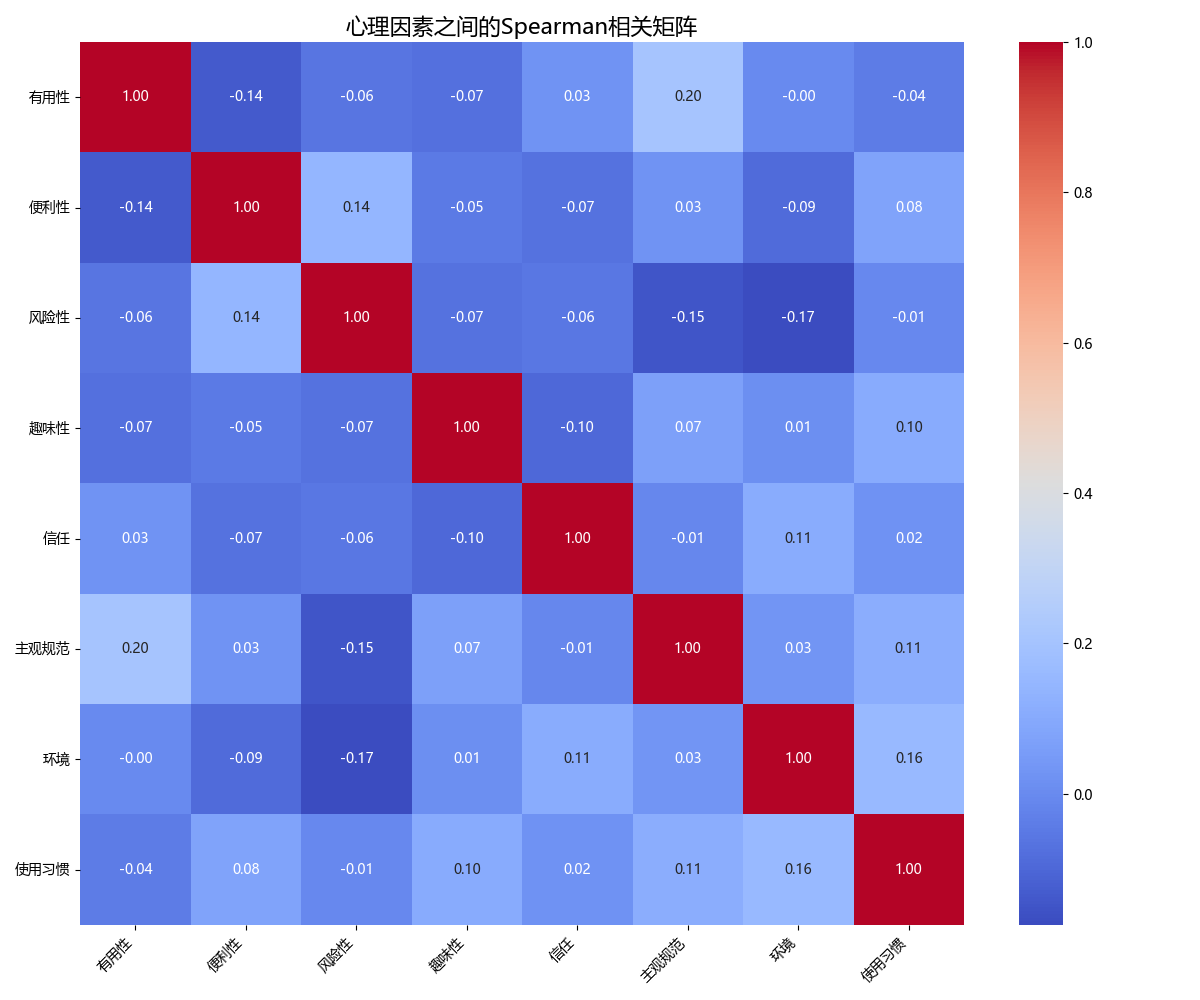 心理因素之间的Spearman相关矩阵
有用性 1.00 -0.14 -0.06 -0.07 0.03 0.20 -0.00 -0.04
便利性 -0.14 1.00 0.14 -0.05 -0.07 0.03 -0.09 0.08
风险性 -0.06 0.14 1.00 -0.07 -0.06 -0.15 -0.17 -0.01
趣味性 -0.07 -0.05 -0.07 1.00 -0.10 0.07 0.01 0.10
信任 0.03 -0.07 -0.06 -0.10 1.00 -0.01 0.11 0.02
主观规范 0.20 0.03 -0.15 0.07 -0.01 1.00 0.03 0.11
环境 -0.00 -0.09 -0.17 0.01 0.11 0.03 1.00 0.16
使用习惯 -0.04 0.08 -0.01 0.10 0.02 0.11 0.16 1.00
有用性 便利性 风险性 趣味性 信任 主观规范 环境 使用习惯
1.0
0.8
0.6
0.4
0.2
0.0